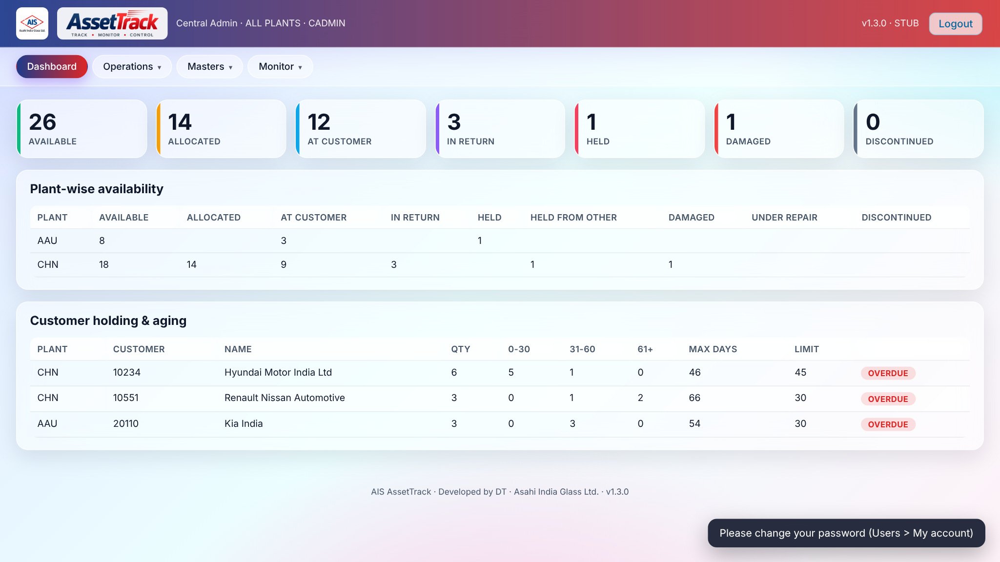 AIS
Asahi India Glass Ltd.
AssetTrack
TRACK • MONITOR • CONTROL
Central Admin · ALL PLANTS · CADMIN
v1.3.0 · STUB
Logout
Dashboard
Operations ▾
Masters ▾
Monitor ▾
26
AVAILABLE
14
ALLOCATED
12
AT CUSTOMER
3
IN RETURN
1
HELD
1
DAMAGED
0
DISCONTINUED
Plant-wise availability
PLANT AVAILABLE ALLOCATED AT CUSTOMER IN RETURN HELD HELD FROM OTHER DAMAGED UNDER REPAIR DISCONTINUED
AAU 8 3 1
CHN 18 14 9 3 1 1
Customer holding & aging
PLANT CUSTOMER NAME QTY 0-30 31-60 61+ MAX DAYS LIMIT
CHN 10234 Hyundai Motor India Ltd 6 5 1 0 46 45 OVERDUE
CHN 10551 Renault Nissan Automotive 3 0 1 2 66 30 OVERDUE
AAU 20110 Kia India 3 0 3 0 54 30 OVERDUE
AIS AssetTrack · Developed by DT · Asahi India Glass Ltd. · v1.3.0
Please change your password (Users > My account)